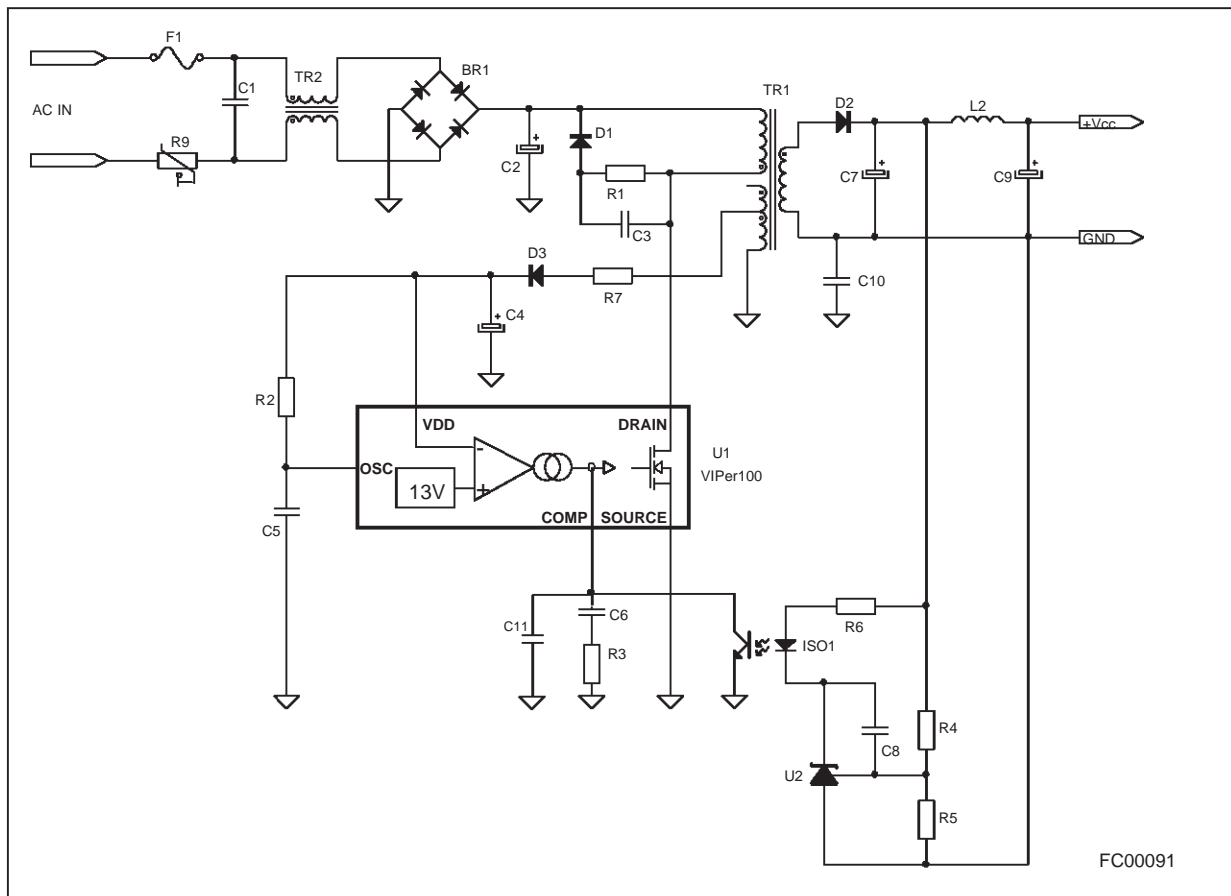 F1
TR2
BR1
TR1
D2
L2
C1
+Vcc
AC IN
D1
R9
C2
R1
C7
C9
C3
GND
D3
R7
C10
C4
R2
VDD
DRAIN
U1
VIPer100
OSC
-
13V
+
COMP
SOURCE
C5
C11
C6
R6
ISO1
R3
R4
C8
U2
R5
FC00091